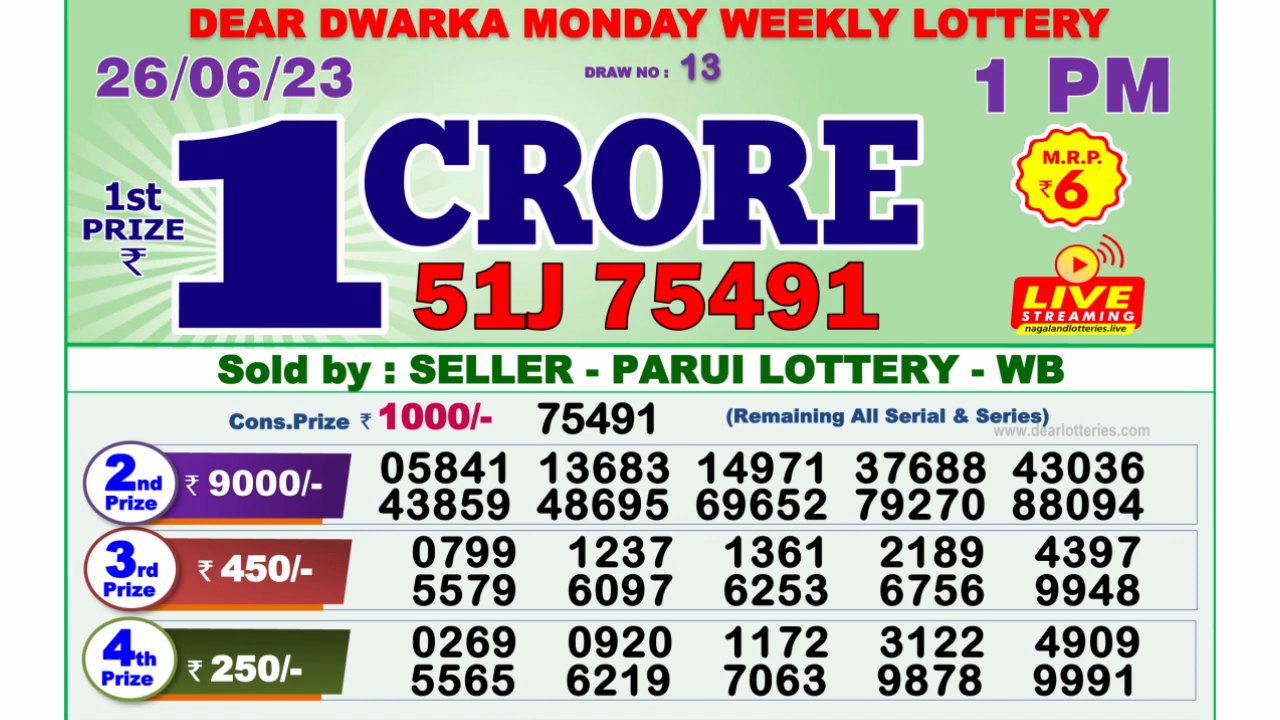 DEAR DWARKA MONDAY WEEKLY LOTTERY
26/06/23 DRAW NO : 13 1 PM
1st PRIZE ₹ 1 CRORE
M.R.P. ₹6
51J 75491
LIVE
STREAMING
nagalandlotteries.live
Sold by : SELLER - PARUI LOTTERY - WB
Cons.Prize ₹ 1000/- 75491 (Remaining All Serial & Series)
www.dearlotteries.com
2nd Prize ₹ 9000/-
05841 13683 14971 37688 43036
43859 48695 69652 79270 88094
3rd Prize ₹ 450/-
0799 1237 1361 2189 4397
5579 6097 6253 6756 9948
4th Prize ₹ 250/-
0269 0920 1172 3122 4909
5565 6219 7063 9878 9991